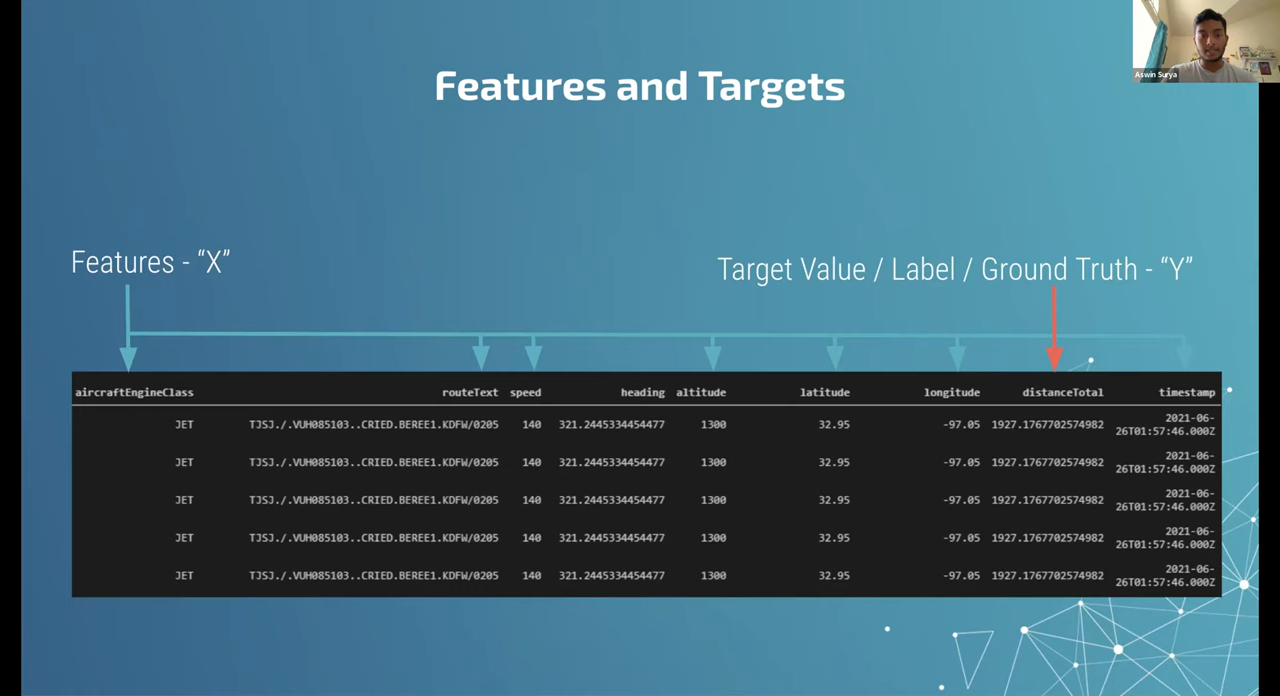 Aswin Surya
Features and Targets
Features - “X”
Target Value / Label / Ground Truth - “Y”
aircraftEngineClass routeText speed heading altitude latitude longitude distanceTotal timestamp
JET TJSJ./.VUH085103..CRIED.BEREE1.KDFW/0205 140 321.2445334454477 1300 32.95 -97.05 1927.1767702574982 2021-06-
26T01:57:46.000Z
JET TJSJ./.VUH085103..CRIED.BEREE1.KDFW/0205 140 321.2445334454477 1300 32.95 -97.05 1927.1767702574982 2021-06-
26T01:57:46.000Z
JET TJSJ./.VUH085103..CRIED.BEREE1.KDFW/0205 140 321.2445334454477 1300 32.95 -97.05 1927.1767702574982 2021-06-
26T01:57:46.000Z
JET TJSJ./.VUH085103..CRIED.BEREE1.KDFW/0205 140 321.2445334454477 1300 32.95 -97.05 1927.1767702574982 2021-06-
26T01:57:46.000Z
JET TJSJ./.VUH085103..CRIED.BEREE1.KDFW/0205 140 321.2445334454477 1300 32.95 -97.05 1927.1767702574982 2021-06-
26T01:57:46.000Z